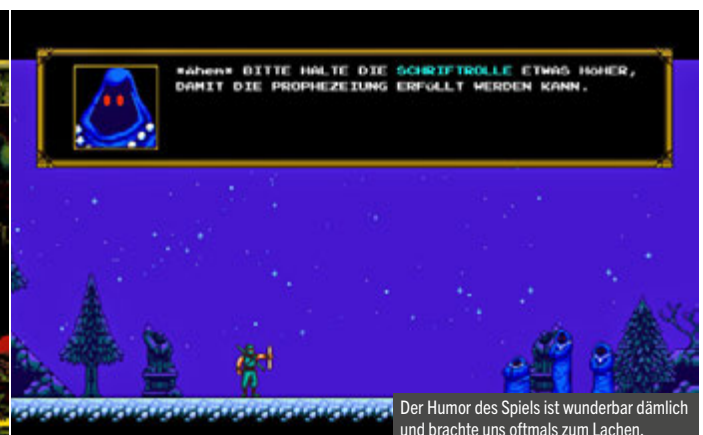 *ähem* BITTE HALTE DIE SCHRIFTROLLE ETWAS HöHER,
DAMIT DIE PROPHEZEIUNG ERFüLLT WERDEN KANN.
Der Humor des Spiels ist wunderbar dämlich
und brachte uns oftmals zum Lachen.